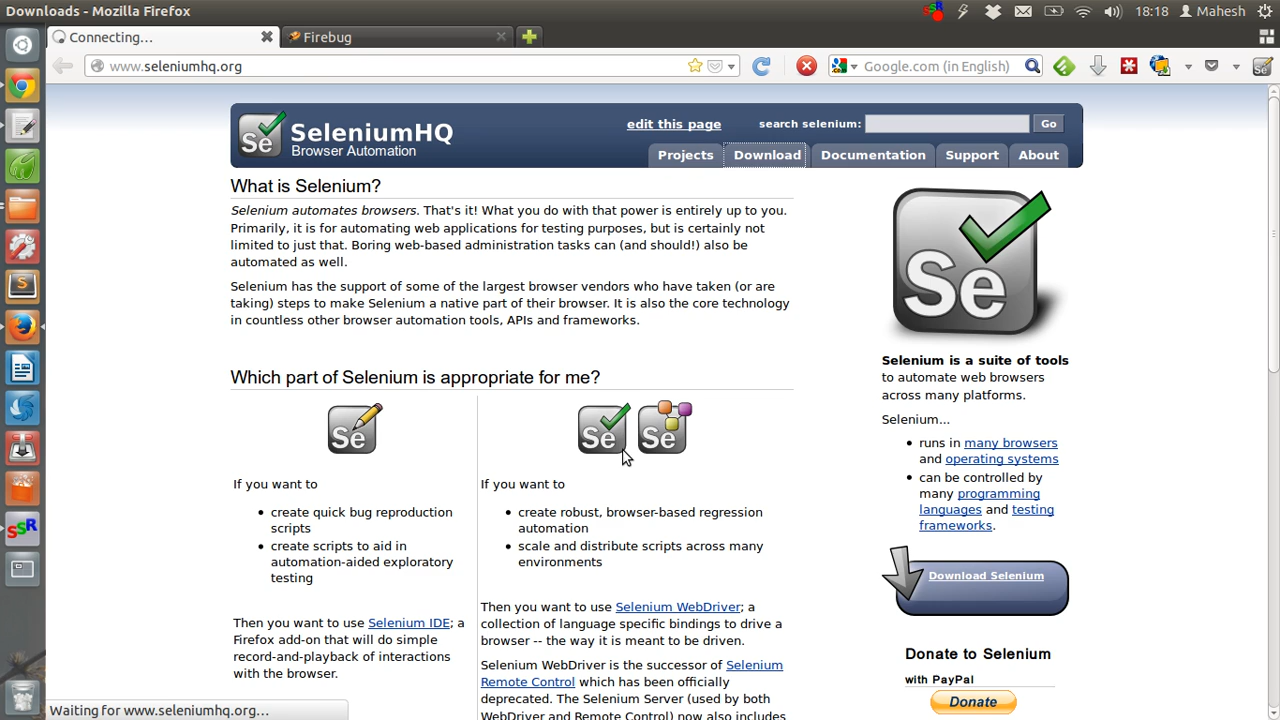 Downloads - Mozilla Firefox
18:18
Mahesh
Connecting...
Firebug
www.seleniumhq.org
Google.com (in English)
Se
SeleniumHQ
Browser Automation
edit this page
search selenium:
Go
Projects
Download
Documentation
Support
About
What is Selenium?
Selenium automates browsers. That's it! What you do with that power is entirely up to you.
Primarily, it is for automating web applications for testing purposes, but is certainly not
limited to just that. Boring web-based administration tasks can (and should!) also be
automated as well.
Selenium has the support of some of the largest browser vendors who have taken (or are
taking) steps to make Selenium a native part of their browser. It is also the core technology
in countless other browser automation tools, APIs and frameworks.
Which part of Selenium is appropriate for me?
Se
If you want to
create quick bug reproduction
scripts
create scripts to aid in
automation-aided exploratory
testing
Then you want to use Selenium IDE; a
Firefox add-on that will do simple
record-and-playback of interactions
with the browser.
Se
Se
If you want to
create robust, browser-based regression
automation
scale and distribute scripts across many
environments
Then you want to use Selenium WebDriver; a
collection of language specific bindings to drive a
browser -- the way it is meant to be driven.
Selenium WebDriver is the successor of Selenium
Remote Control which has been officially
deprecated. The Selenium Server (used by both
WebDriver and Remote Control) now also includes
Se
Selenium is a suite of tools
to automate web browsers
across many platforms.
Selenium...
runs in many browsers
and operating systems
can be controlled by
many programming
languages and testing
frameworks.
Download Selenium
Donate to Selenium
with PayPal
Donate
Waiting for www.seleniumhq.org...
SSR